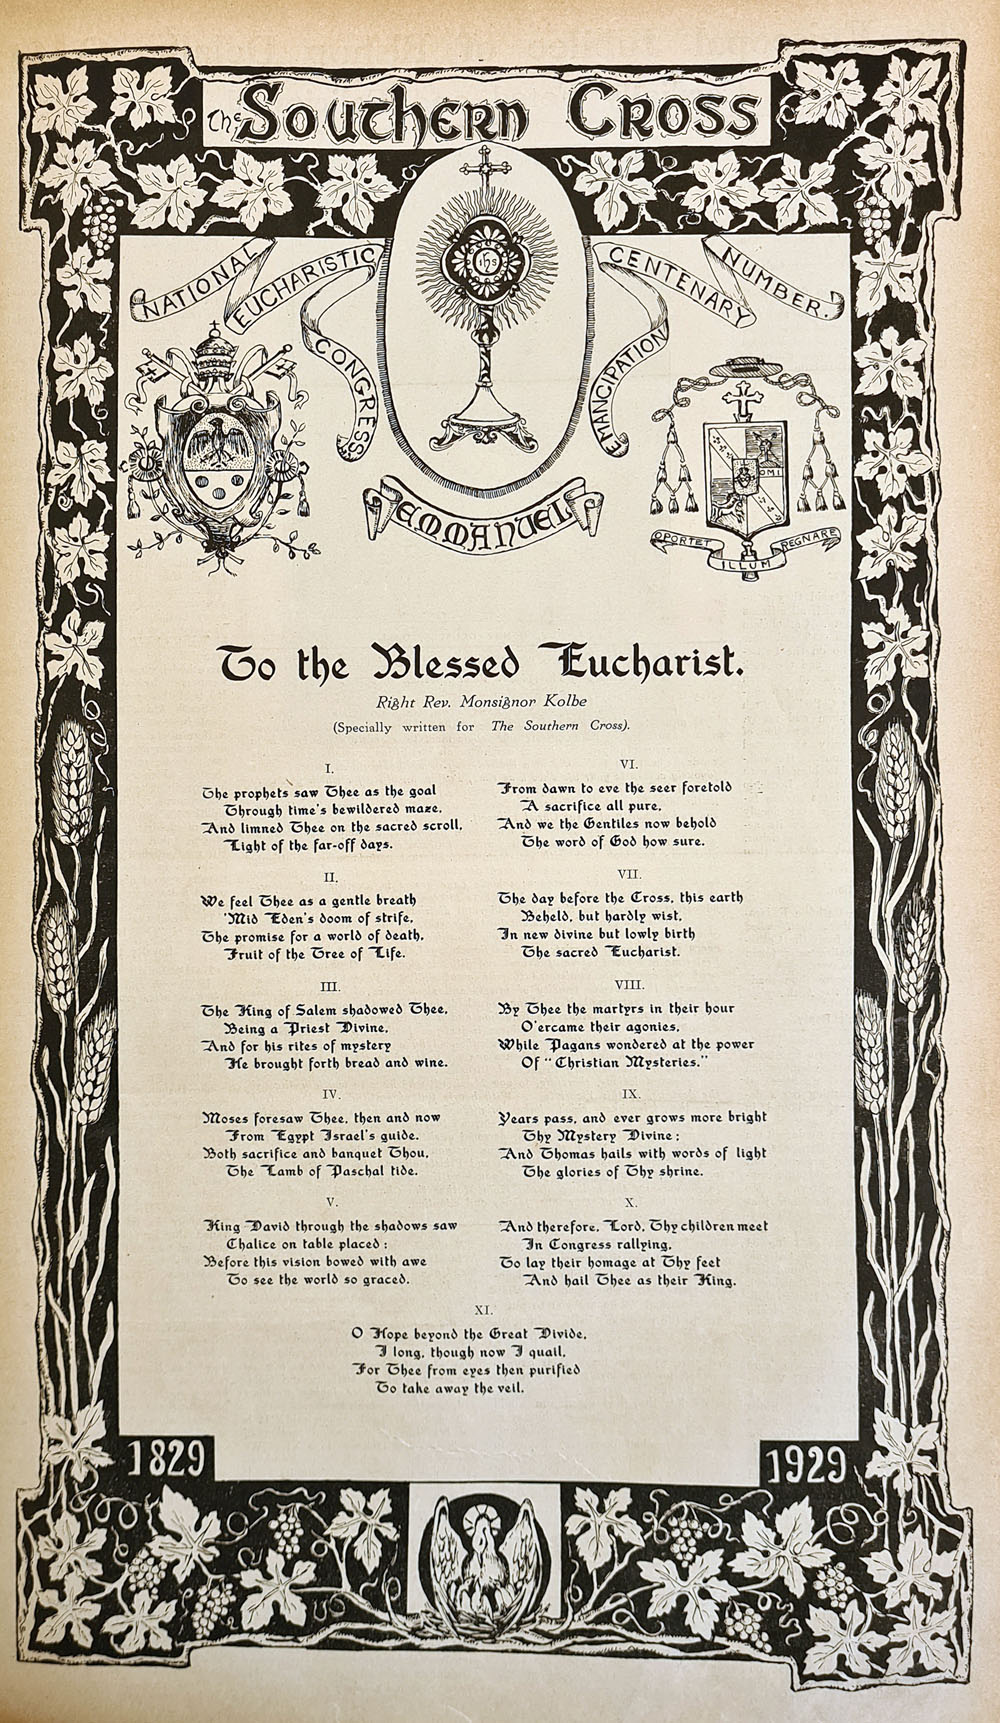 the Southern Cross
NATIONAL EUCHARISTIC CONGRESS
EMANCIPATION CENTENARY NUMBER
ihs
EMMANUEL
OMI
OPORTET ILLUM REGNARE
To the Blessed Eucharist.
Right Rev. Monsignor Kolbe
(Specially written for The Southern Cross).
I.
The prophets saw Thee as the goal
Through time's bewildered maze,
And limned Thee on the sacred scroll,
Light of the far-off days.
II.
We feel Thee as a gentle breath
'Mid Eden's doom of strife,
The promise for a world of death,
Fruit of the Tree of Life.
III.
The King of Salem shadowed Thee,
Being a Priest Divine,
And for his rites of mystery
He brought forth bread and wine.
IV.
Moses foresaw Thee, then and now
From Egypt Israel's guide.
Both sacrifice and banquet Thou,
The Lamb of Paschal tide.
V.
King David through the shadows saw
Chalice on table placed;
Before this vision bowed with awe
To see the world so graced.
VI.
From dawn to eve the seer foretold
A sacrifice all pure,
And we the Gentiles now behold
The word of God how sure.
VII.
The day before the Cross, this earth
Beheld, but hardly wist,
In new divine but lowly birth
The sacred Eucharist.
VIII.
By Thee the martyrs in their hour
O'ercame their agonies,
While Pagans wondered at the power
Of "Christian Mysteries."
IX.
Years pass, and ever grows more bright
Thy Mystery Divine;
And Thomas hails with words of light
The glories of Thy shrine.
X.
And therefore, Lord, Thy children meet
In Congress rallying,
To lay their homage at Thy feet
And hail Thee as their King.
XI.
O Hope beyond the Great Divide,
I long, though now I quail,
For Thee from eyes then purified
To take away the veil.
1829
1929